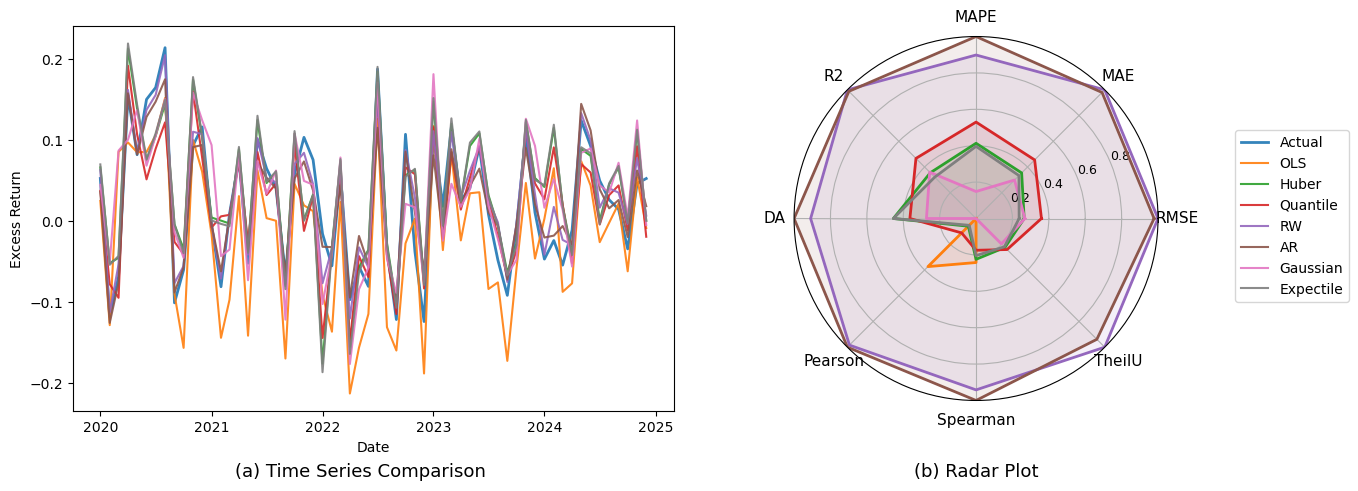 0.2
0.1
0.0
−0.1
−0.2
Excess Return
2020
2021
2022
2023
2024
2025
Date
(a) Time Series Comparison
MAPE
R2
MAE
DA
RMSE
0.2
0.4
0.6
0.8
Pearson
TheilU
Spearman
(b) Radar Plot
Actual
OLS
Huber
Quantile
RW
AR
Gaussian
Expectile